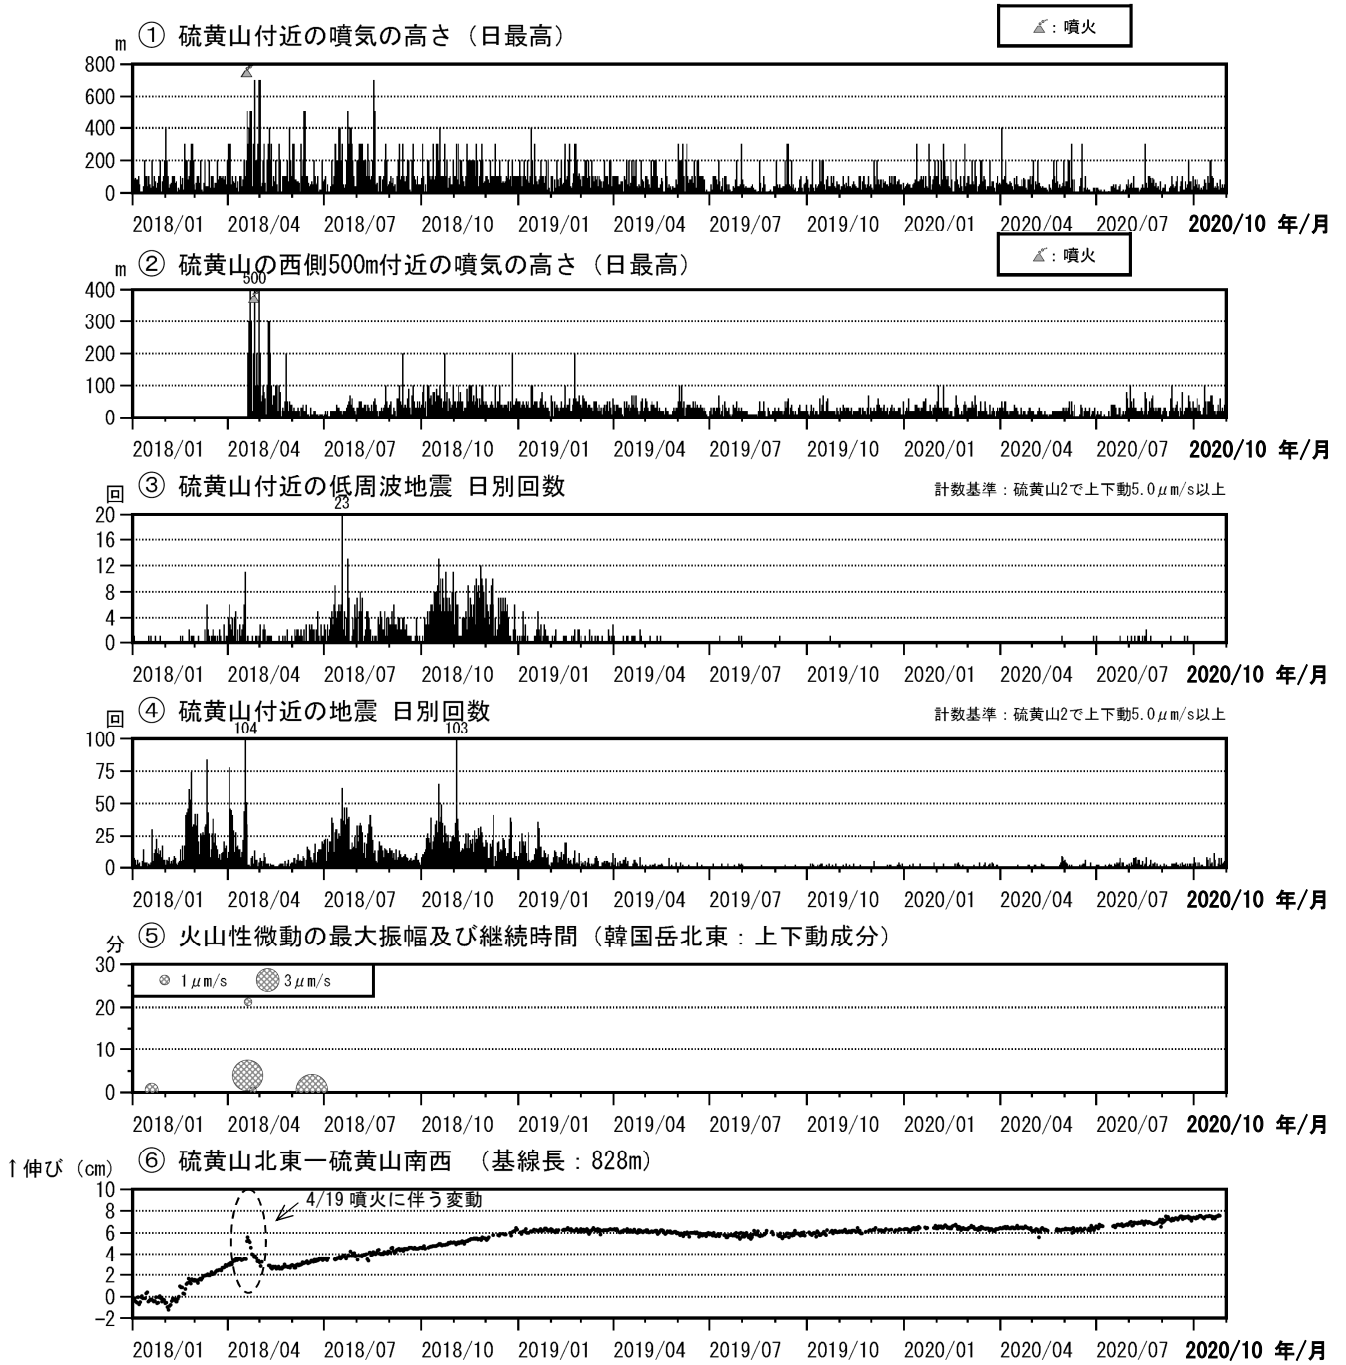 ① 硫黄山付近の噴気の高さ（日最高）
：噴火
m
800
600
400
200
0
2018/01 2018/04 2018/07 2018/10 2019/01 2019/04 2019/07 2019/10 2020/01 2020/04 2020/07 2020/10 年/月
② 硫黄山の西側500m付近の噴気の高さ（日最高）
：噴火
m
500
400
300
200
100
0
2018/01 2018/04 2018/07 2018/10 2019/01 2019/04 2019/07 2019/10 2020/01 2020/04 2020/07 2020/10 年/月
③ 硫黄山付近の低周波地震 日別回数
計数基準：硫黄山2で上下動5.0μm/s以上
回
23
20
16
12
8
4
0
2018/01 2018/04 2018/07 2018/10 2019/01 2019/04 2019/07 2019/10 2020/01 2020/04 2020/07 2020/10 年/月
④ 硫黄山付近の地震 日別回数
計数基準：硫黄山2で上下動5.0μm/s以上
回
104 103
100
75
50
25
0
2018/01 2018/04 2018/07 2018/10 2019/01 2019/04 2019/07 2019/10 2020/01 2020/04 2020/07 2020/10 年/月
⑤ 火山性微動の最大振幅及び継続時間（韓国岳北東：上下動成分）
分
30
1μm/s 3μm/s
20
10
0
2018/01 2018/04 2018/07 2018/10 2019/01 2019/04 2019/07 2019/10 2020/01 2020/04 2020/07 2020/10 年/月
⑥ 硫黄山北東ー硫黄山南西 （基線長：828m）
↑伸び（cm）
4/19 噴火に伴う変動
10
8
6
4
2
0
-2
2018/01 2018/04 2018/07 2018/10 2019/01 2019/04 2019/07 2019/10 2020/01 2020/04 2020/07 2020/10 年/月